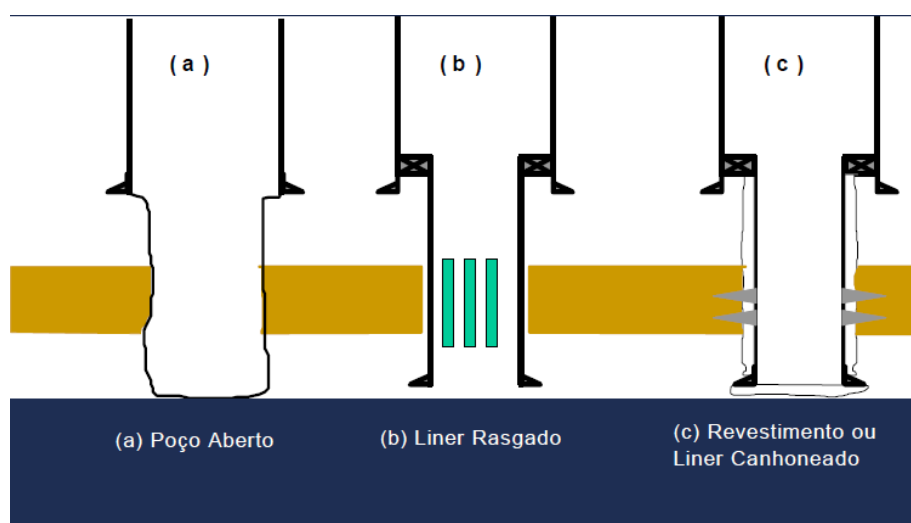 ( a )
( b )
( c )
(a) Poço Aberto
(b) Liner Rasgado
(c) Revestimento ou
Liner Canhoneado